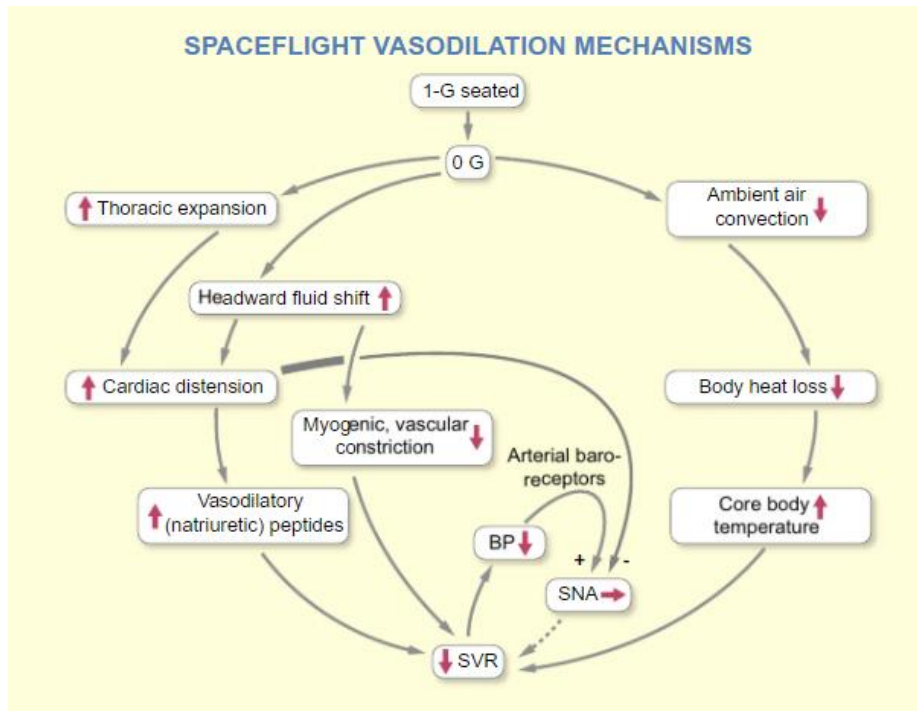 SPACEFLIGHT VASODILATION MECHANISMS
1-G seated
0 G
Thoracic expansion
Ambient air
convection
Headward fluid shift
Cardiac distension
Body heat loss
Myogenic, vascular
constriction
Arterial baro-
receptors
Vasodilatory
(natriuretic) peptides
Core body
temperature
BP
+
-
SNA
SVR